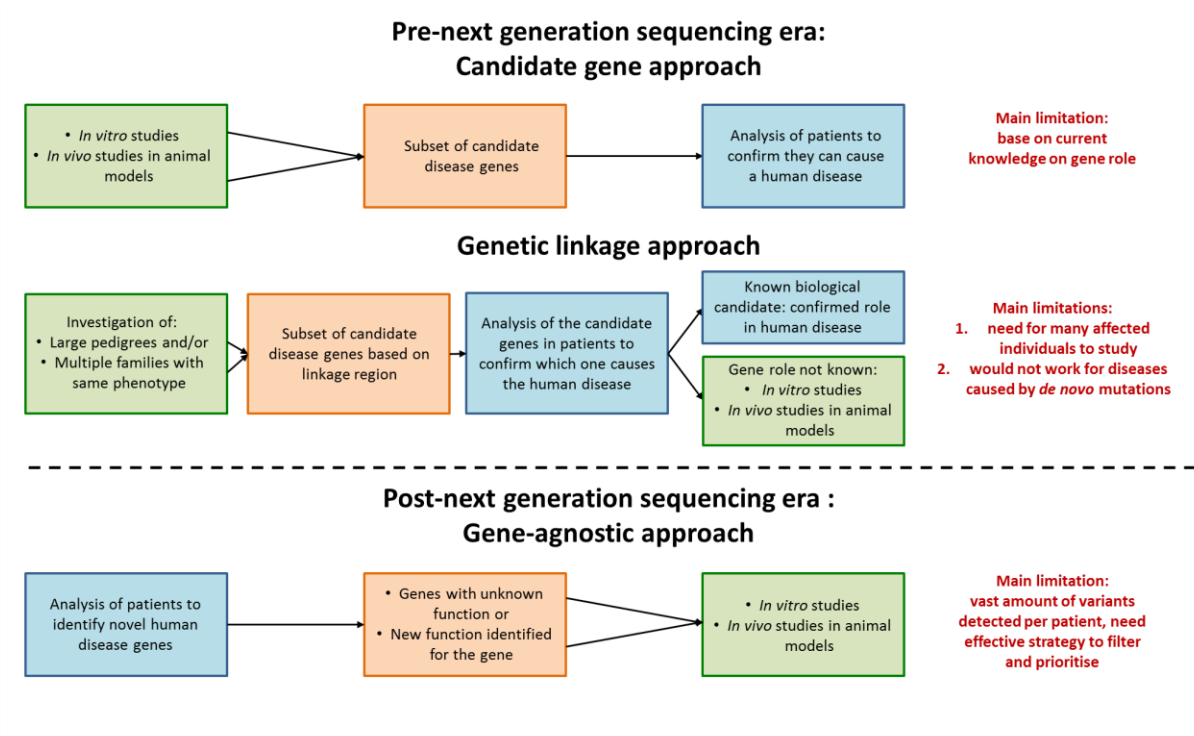 Pre-next generation sequencing era:
Candidate gene approach
• In vitro studies
• In vivo studies in animal
models
Subset of candidate
disease genes
Analysis of patients to
confirm they can cause
a human disease
Main limitation:
base on current
knowledge on gene role
Genetic linkage approach
Investigation of:
• Large pedigrees and/or
• Multiple families with
same phenotype
Subset of candidate
disease genes based on
linkage region
Analysis of the candidate
genes in patients to
confirm which one causes
the human disease
Known biological
candidate: confirmed role
in human disease
Gene role not known:
• In vitro studies
• In vivo studies in animal
models
Main limitations:
1. need for many affected
individuals to study
2. would not work for diseases
caused by de novo mutations
Post-next generation sequencing era :
Gene-agnostic approach
Analysis of patients to
identify novel human
disease genes
• Genes with unknown
function or
• New function identified
for the gene
• In vitro studies
• In vivo studies in animal
models
Main limitation:
vast amount of variants
detected per patient, need
effective strategy to filter
and prioritise